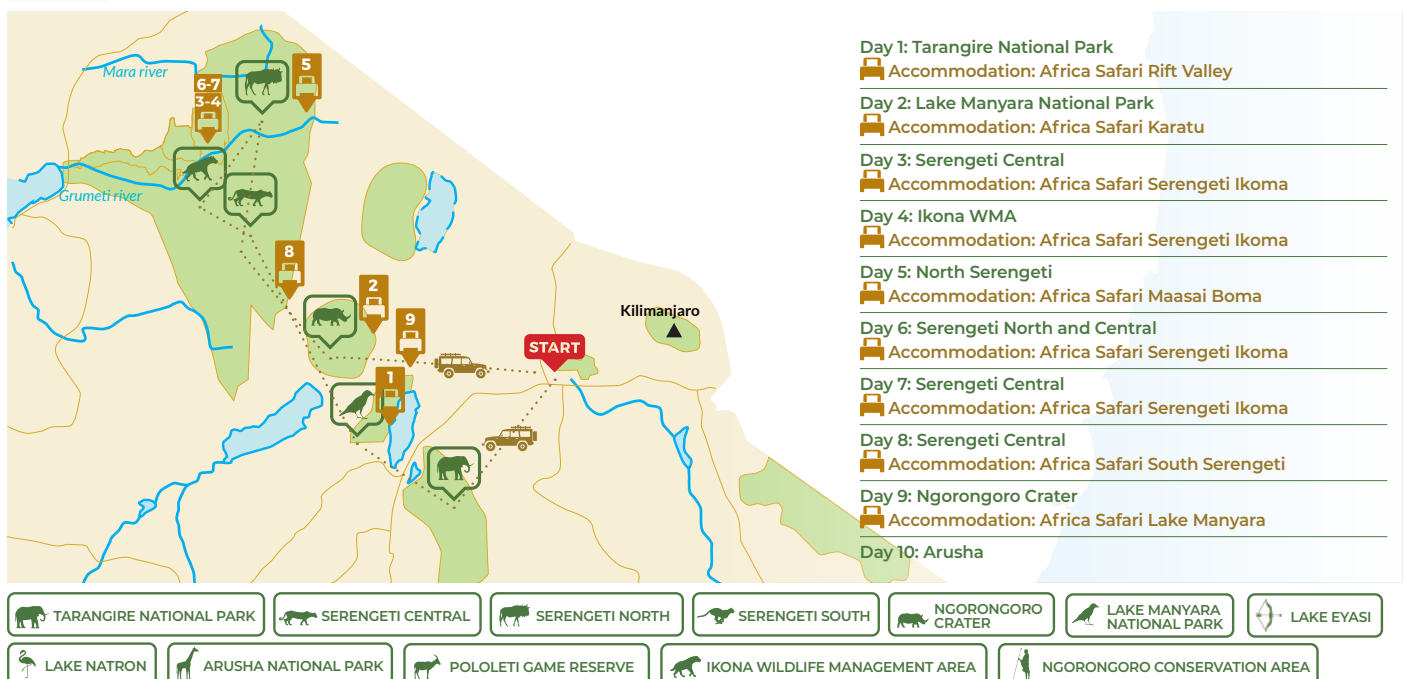 Mara river
5
6-7
3-4
Grumeti river
8
2
9
Kilimanjaro
START
1
Day 1: Tarangire National Park
Accommodation: Africa Safari Rift Valley
Day 2: Lake Manyara National Park
Accommodation: Africa Safari Karatu
Day 3: Serengeti Central
Accommodation: Africa Safari Serengeti Ikoma
Day 4: Ikona WMA
Accommodation: Africa Safari Serengeti Ikoma
Day 5: North Serengeti
Accommodation: Africa Safari Maasai Boma
Day 6: Serengeti North and Central
Accommodation: Africa Safari Serengeti Ikoma
Day 7: Serengeti Central
Accommodation: Africa Safari Serengeti Ikoma
Day 8: Serengeti Central
Accommodation: Africa Safari South Serengeti
Day 9: Ngorongoro Crater
Accommodation: Africa Safari Lake Manyara
Day 10: Arusha
TARANGIRE NATIONAL PARK
SERENGETI CENTRAL
SERENGETI NORTH
SERENGETI SOUTH
NGORONGORO
CRATER
LAKE MANYARA
NATIONAL PARK
LAKE EYASI
LAKE NATRON
ARUSHA NATIONAL PARK
POLOLETI GAME RESERVE
IKONA WILDLIFE MANAGEMENT AREA
NGORONGORO CONSERVATION AREA